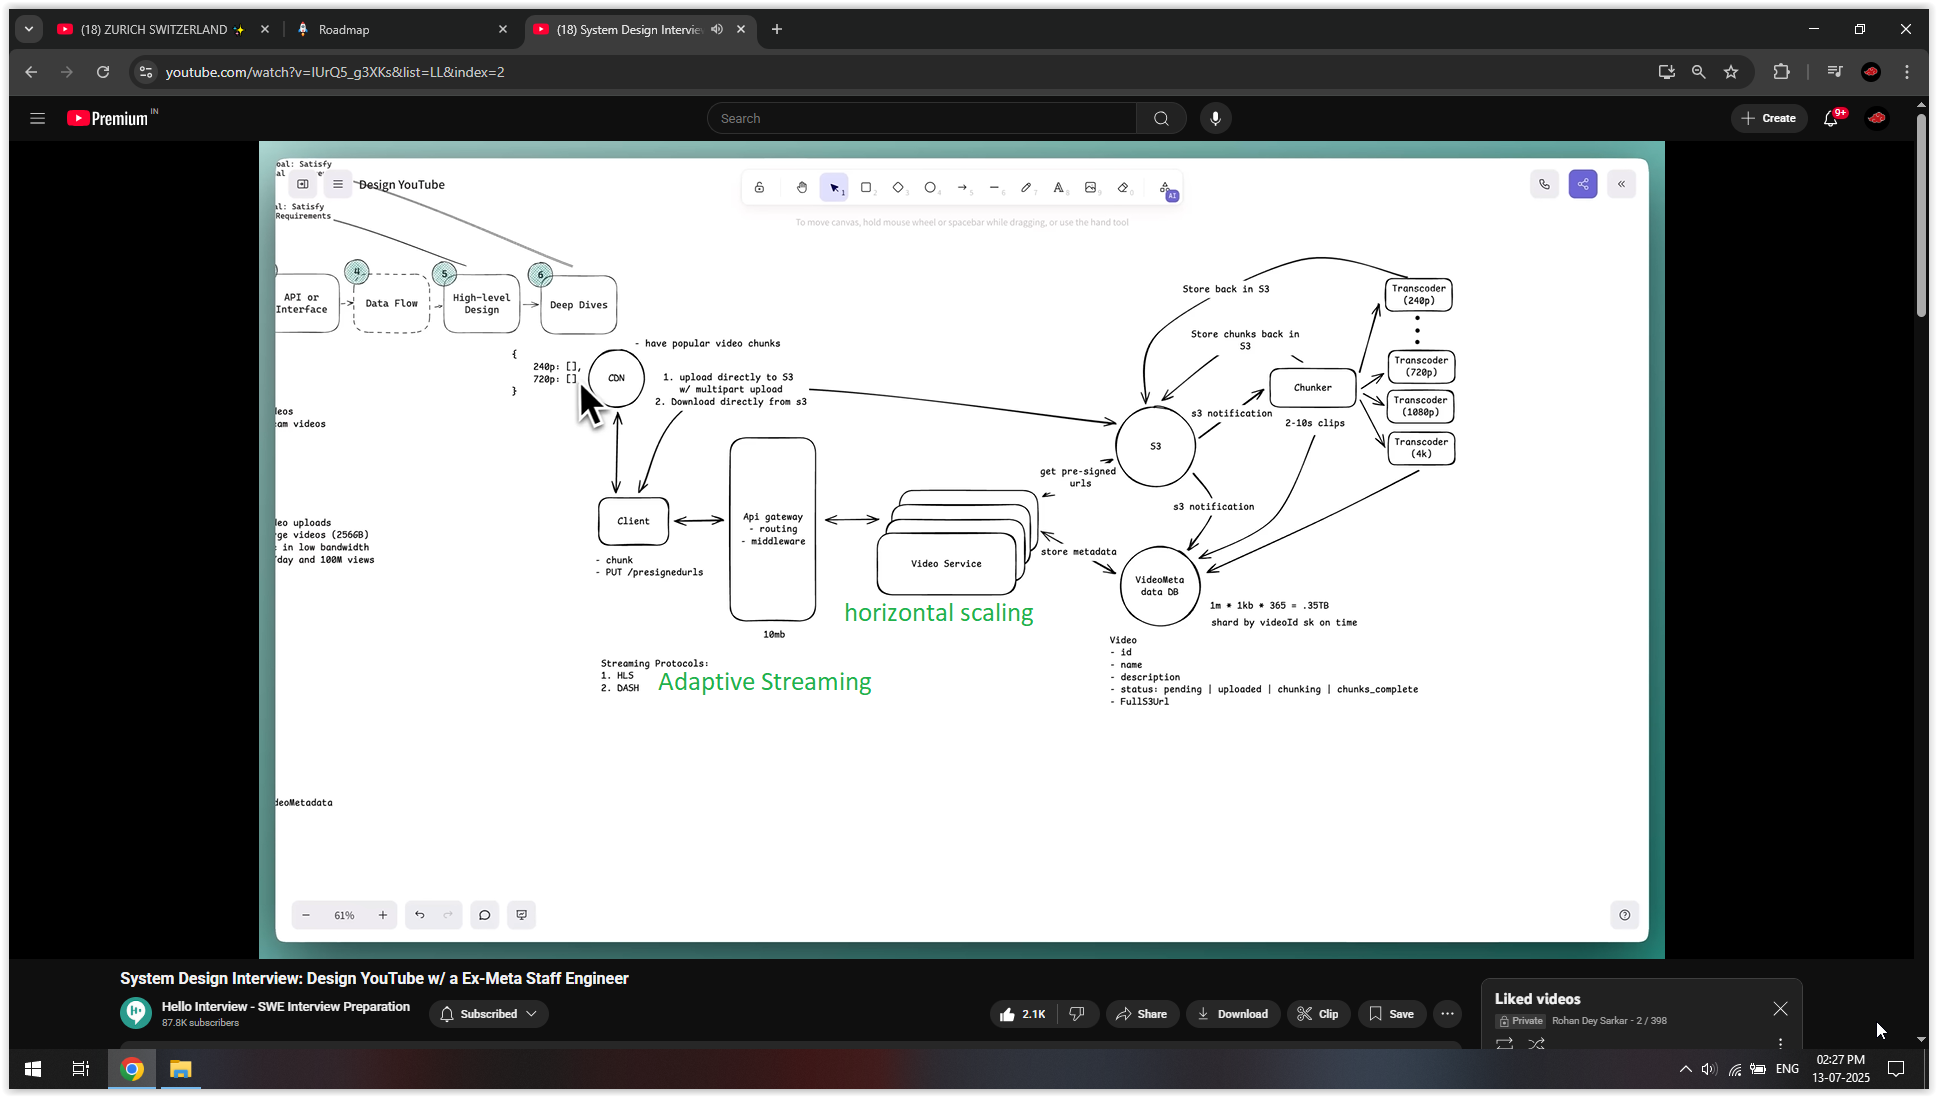 (18) ZURICH SWITZERLAND ✨
Roadmap
(18) System Design Intervie
youtube.com/watch?v=IUrQ5_g3XKs&list=LL&index=2
Premium IN
Search
Create
9+
oal: Satisfy
al
Design YouTube
al: Satisfy
Requirements
To move canvas, hold mouse wheel or spacebar while dragging, or use the hand tool
AI
4
5
6
API or
Interface
Data Flow
High-level
Design
Deep Dives
{
240p: [],
720p: []
}
CDN
- have popular video chunks
1. upload directly to S3
w/ multipart upload
2. Download directly from s3
Store back in S3
Store chunks back in
S3
Transcoder
(240p)
Transcoder
(720p)
Transcoder
(1080p)
Transcoder
(4k)
Chunker
2-10s clips
s3 notification
S3
get pre-signed
urls
s3 notification
deos
eam videos
deo uploads
rge videos (256GB)
in low bandwidth
/day and 100M views
Client
- chunk
- PUT /presignedurls
Api gateway
- routing
- middleware
10mb
Video Service
horizontal scaling
store metadata
VideoMeta
data DB
1m * 1kb * 365 = .35TB
shard by videoId sk on time
Video
- id
- name
- description
- status: pending | uploaded | chunking | chunks_complete
- FullS3Url
Streaming Protocols:
1. HLS
2. DASH
Adaptive Streaming
deoMetadata
61%
System Design Interview: Design YouTube w/ a Ex-Meta Staff Engineer
Hello Interview - SWE Interview Preparation
87.8K subscribers
Subscribed
2.1K
Share
Download
Clip
Save
Liked videos
Private
Rohan Dey Sarkar - 2 / 398
ENG
02:27 PM
13-07-2025